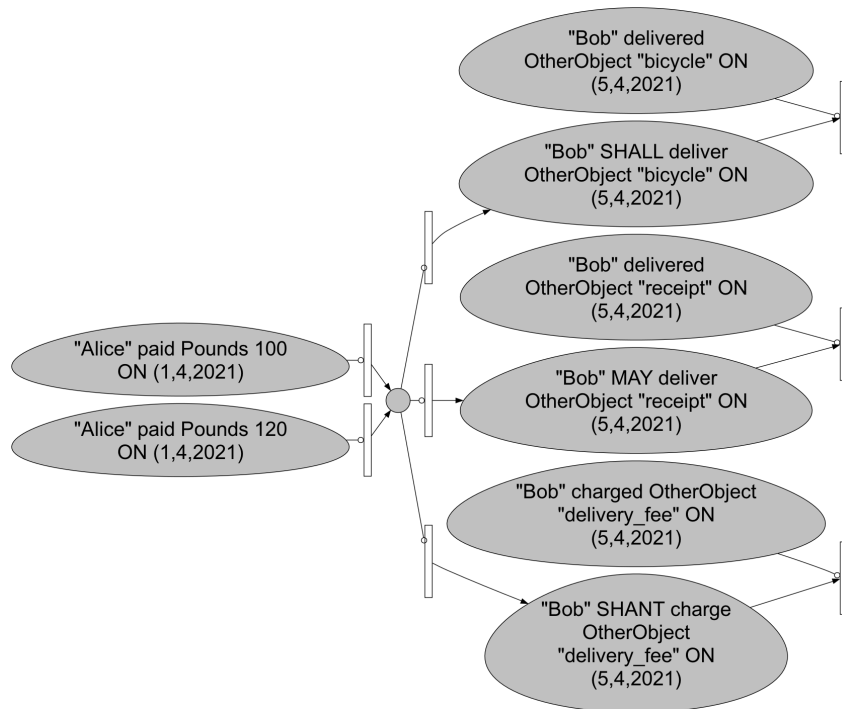 "Bob" delivered
OtherObject "bicycle" ON
(5,4,2021)
"Bob" SHALL deliver
OtherObject "bicycle" ON
(5,4,2021)
"Bob" delivered
OtherObject "receipt" ON
(5,4,2021)
"Alice" paid Pounds 100
ON (1,4,2021)
"Bob" MAY deliver
OtherObject "receipt" ON
(5,4,2021)
"Alice" paid Pounds 120
ON (1,4,2021)
"Bob" charged OtherObject
"delivery_fee" ON
(5,4,2021)
"Bob" SHANT charge
OtherObject
"delivery_fee" ON
(5,4,2021)